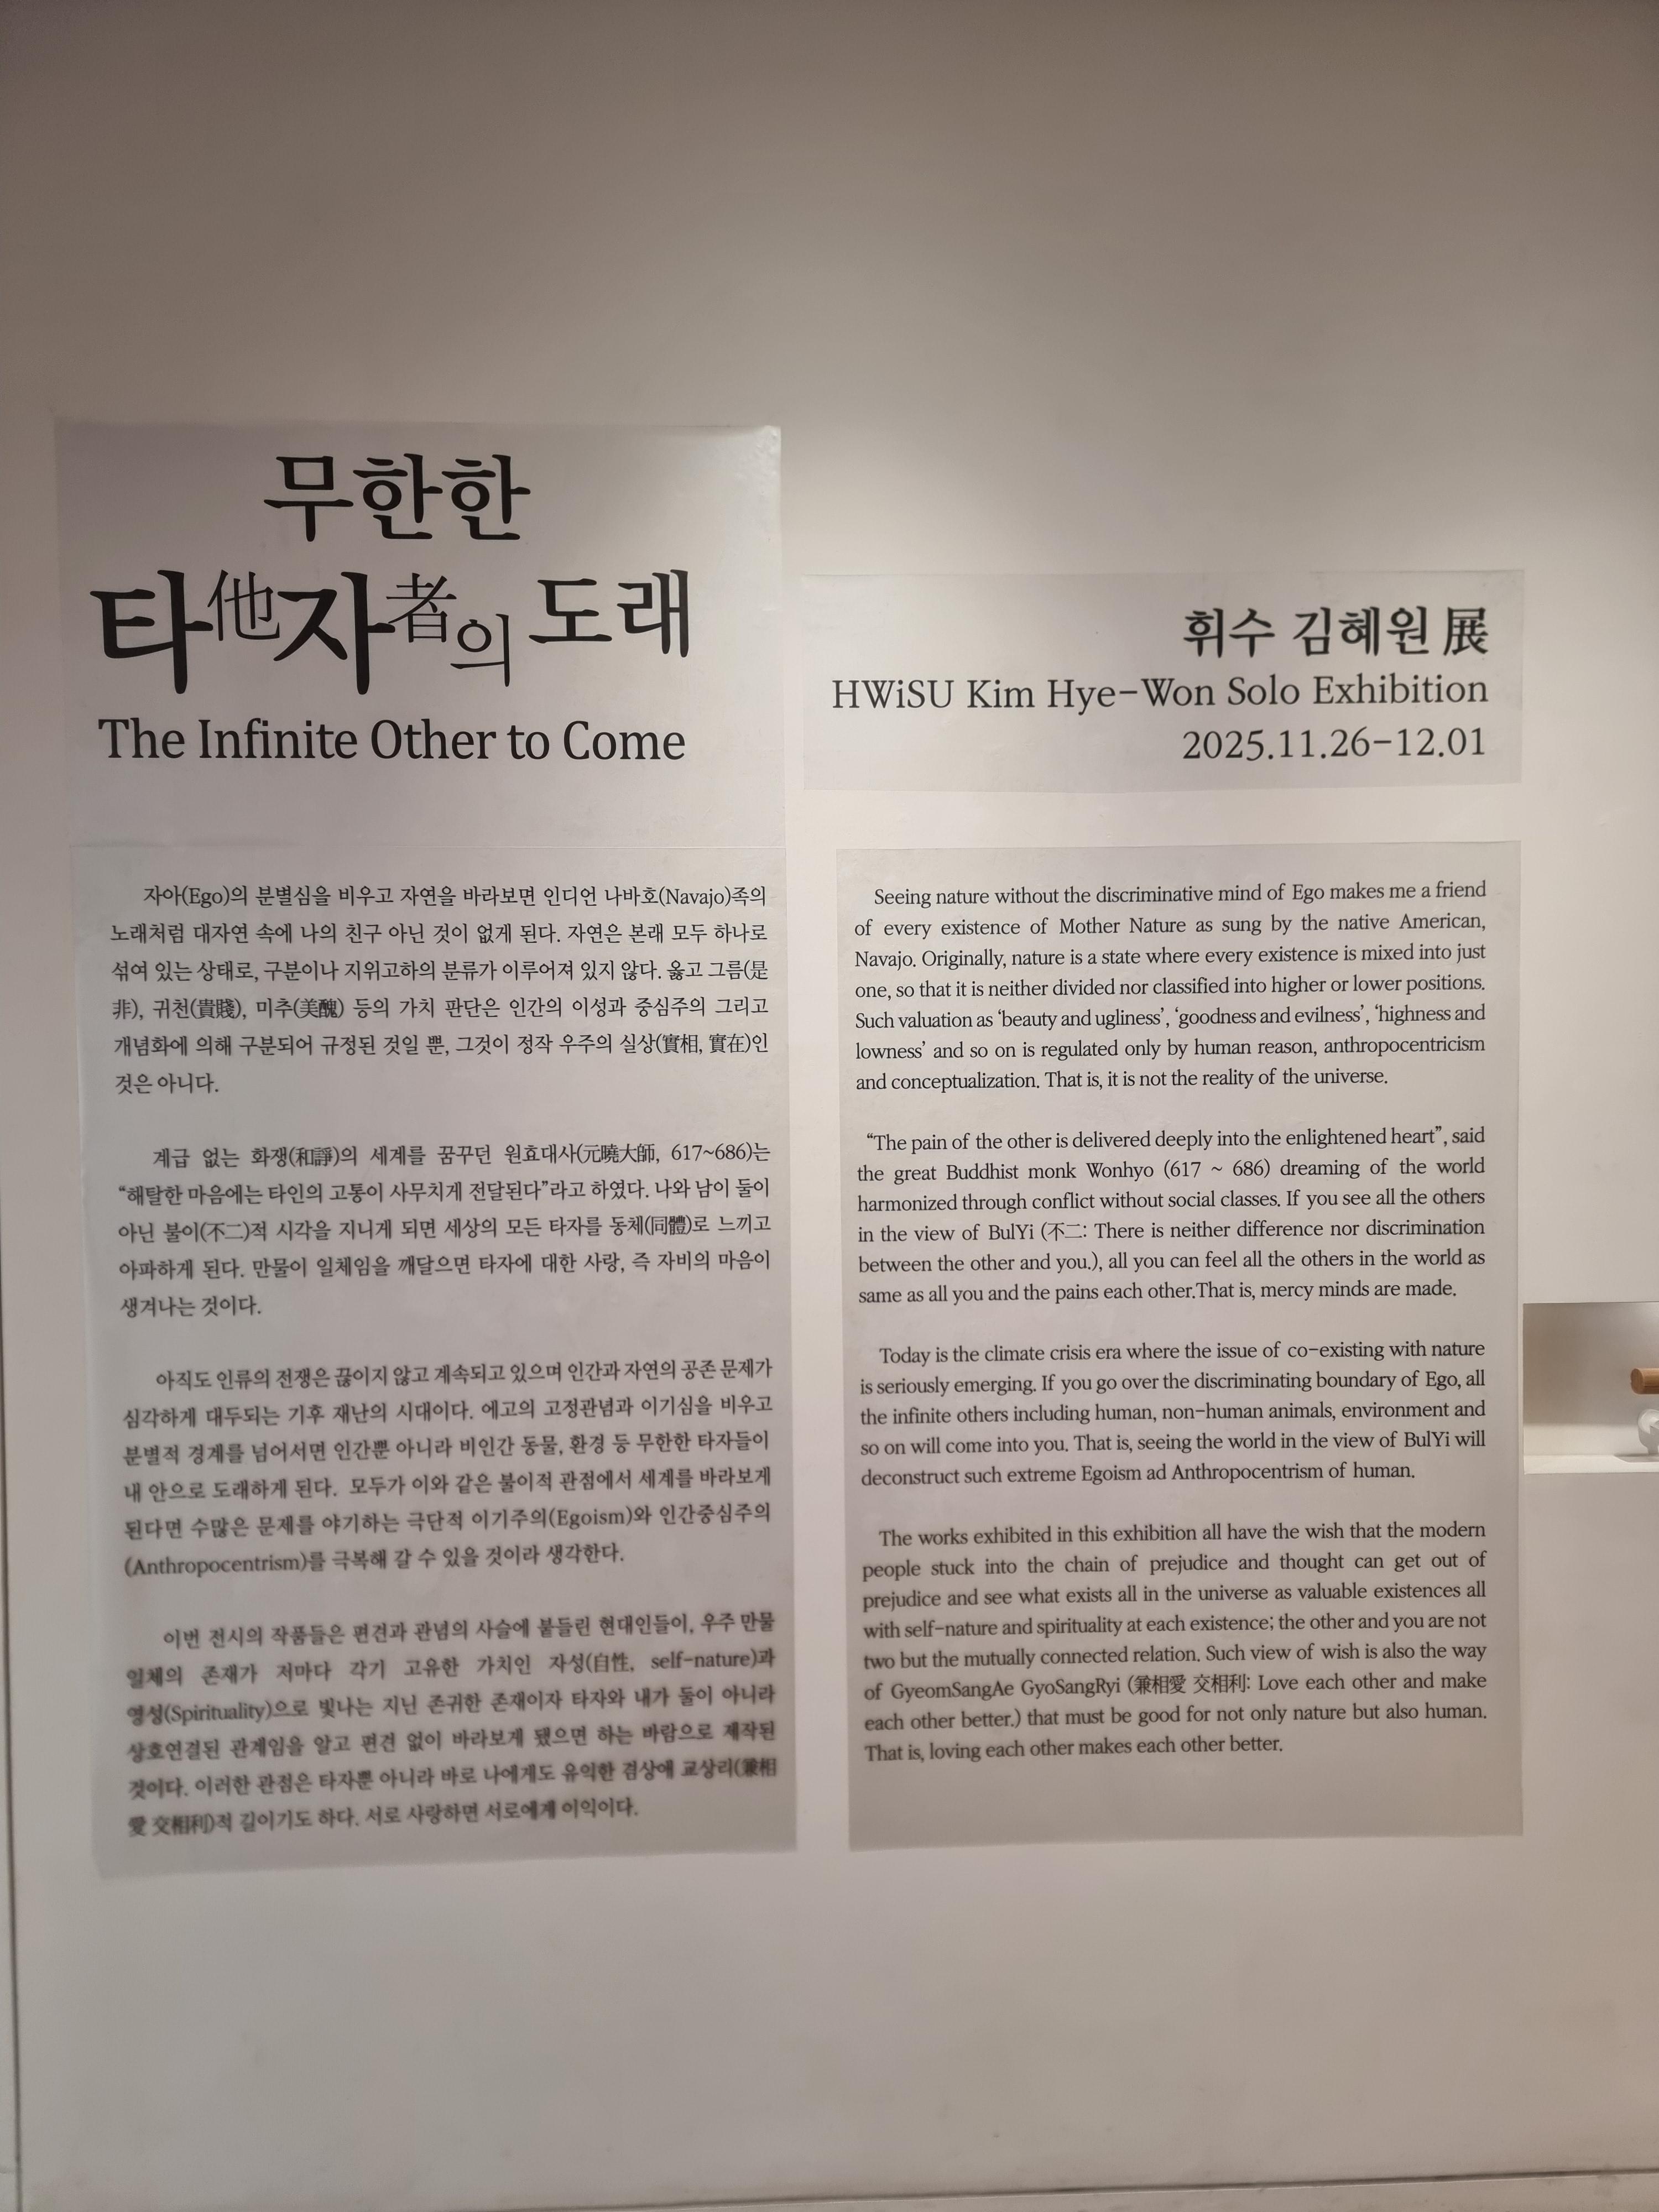 무한한
타他자者의 도래
The Infinite Other to Come
휘수 김혜원 展
HWiSU Kim Hye-Won Solo Exhibition
2025.11.26-12.01
자아(Ego)의 분별심을 비우고 자연을 바라보면 인디언 나바호(Navajo)족의
노래처럼 대자연 속에 나의 친구 아닌 것이 없게 된다. 자연은 본래 모두 하나로
섞여 있는 상태로, 구분이나 지위고하의 분류가 이루어져 있지 않다. 옳고 그름(是
非), 귀천(貴賤), 미추(美醜) 등의 가치 판단은 인간의 이성과 중심주의 그리고
개념화에 의해 구분되어 규정된 것일 뿐, 그것이 정작 우주의 실상(實相, 實在)인
것은 아니다.
계급 없는 화쟁(和諍)의 세계를 꿈꾸던 원효대사(元曉大師, 617~686)는
“해탈한 마음에는 타인의 고통이 사무치게 전달된다”라고 하였다. 나와 남이 둘이
아닌 불이(不二)적 시각을 지니게 되면 세상의 모든 타자를 동체(同體)로 느끼고
아파하게 된다. 만물이 일체임을 깨달으면 타자에 대한 사랑, 즉 자비의 마음이
생겨나는 것이다.
아직도 인류의 전쟁은 끊이지 않고 계속되고 있으며 인간과 자연의 공존 문제가
심각하게 대두되는 기후 재난의 시대이다. 에고의 고정관념과 이기심을 비우고
분별적 경계를 넘어서면 인간뿐 아니라 비인간 동물, 환경 등 무한한 타자들이
내 안으로 도래하게 된다. 모두가 이와 같은 불이적 관점에서 세계를 바라보게
된다면 수많은 문제를 야기하는 극단적 이기주의(Egoism)와 인간중심주의
(Anthropocentrism)를 극복해 갈 수 있을 것이라 생각한다.
이번 전시의 작품들은 편견과 관념의 사슬에 붙들린 현대인들이, 우주 만물
일체의 존재가 저마다 각기 고유한 가치인 자성(自性, self-nature)과
영성(Spirituality)으로 빛나는 지닌 존귀한 존재이자 타자와 내가 둘이 아니라
상호연결된 관계임을 알고 편견 없이 바라보게 됐으면 하는 바람으로 제작된
것이다. 이러한 관점은 타자뿐 아니라 바로 나에게도 유익한 겸상애 교상리(兼相
愛 交相利)적 길이기도 하다. 서로 사랑하면 서로에게 이익이다.
Seeing nature without the discriminative mind of Ego makes me a friend
of every existence of Mother Nature as sung by the native American,
Navajo. Originally, nature is a state where every existence is mixed into just
one, so that it is neither divided nor classified into higher or lower positions.
Such valuation as ‘beauty and ugliness’, ‘goodness and evilness’, ‘highness and
lowness’ and so on is regulated only by human reason, anthropocentricism
and conceptualization. That is, it is not the reality of the universe.
“The pain of the other is delivered deeply into the enlightened heart”, said
the great Buddhist monk Wonhyo (617 ~ 686) dreaming of the world
harmonized through conflict without social classes. If you see all the others
in the view of BulYi (不二: There is neither difference nor discrimination
between the other and you.), all you can feel all the others in the world as
same as all you and the pains each other.That is, mercy minds are made.
Today is the climate crisis era where the issue of co-existing with nature
is seriously emerging. If you go over the discriminating boundary of Ego, all
the infinite others including human, non-human animals, environment and
so on will come into you. That is, seeing the world in the view of BulYi will
deconstruct such extreme Egoism ad Anthropocentrism of human.
The works exhibited in this exhibition all have the wish that the modern
people stuck into the chain of prejudice and thought can get out of
prejudice and see what exists all in the universe as valuable existences all
with self-nature and spirituality at each existence; the other and you are not
two but the mutually connected relation. Such view of wish is also the way
of GyeomSangAe GyoSangRyi (兼相愛 交相利: Love each other and make
each other better.) that must be good for not only nature but also human.
That is, loving each other makes each other better.